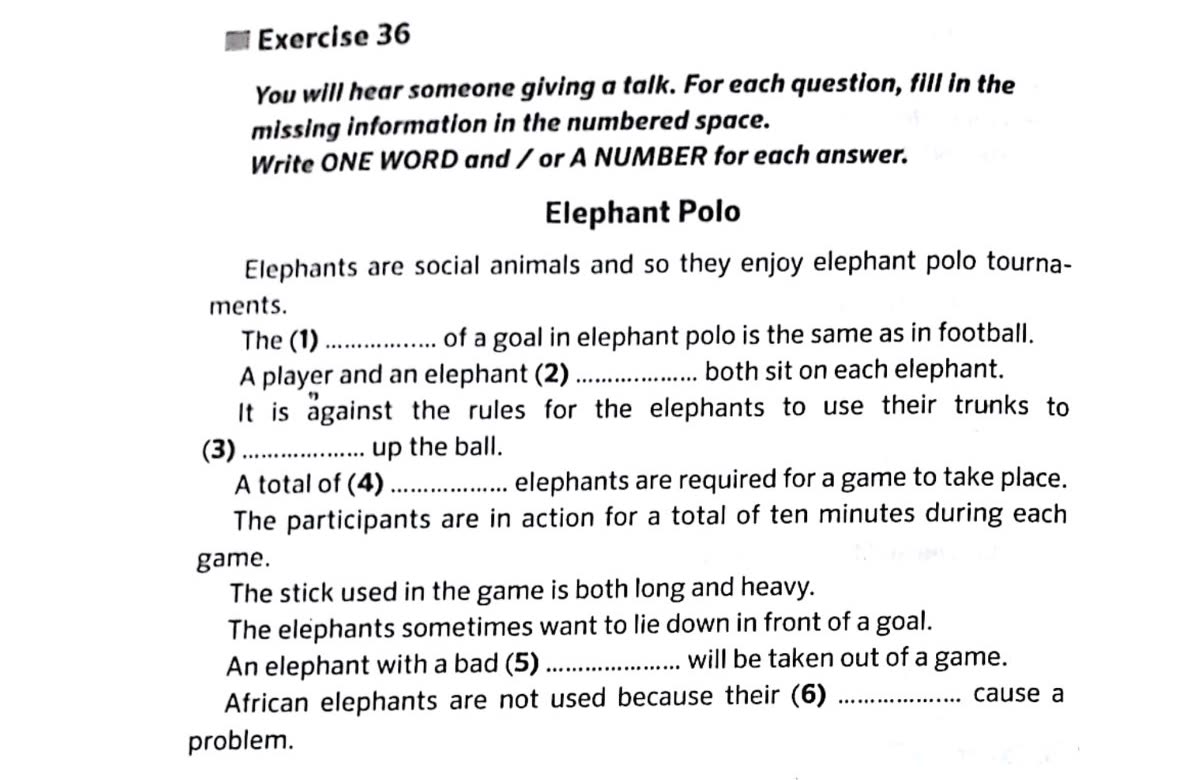 Exercise 36
You will hear someone giving a talk. For each question, fill in the
missing information in the numbered space.
Write ONE WORD and / or A NUMBER for each answer.
Elephant Polo
Elephants are social animals and so they enjoy elephant polo tourna-
ments.
The (1) .................. of a goal in elephant polo is the same as in football.
A player and an elephant (2) .................... both sit on each elephant.
It is against the rules for the elephants to use their trunks to
(3) .................... up the ball.
A total of (4) ................... elephants are required for a game to take place.
The participants are in action for a total of ten minutes during each
game.
The stick used in the game is both long and heavy.
The elephants sometimes want to lie down in front of a goal.
An elephant with a bad (5) ...................... will be taken out of a game.
African elephants are not used because their (6) .................... cause a
problem.